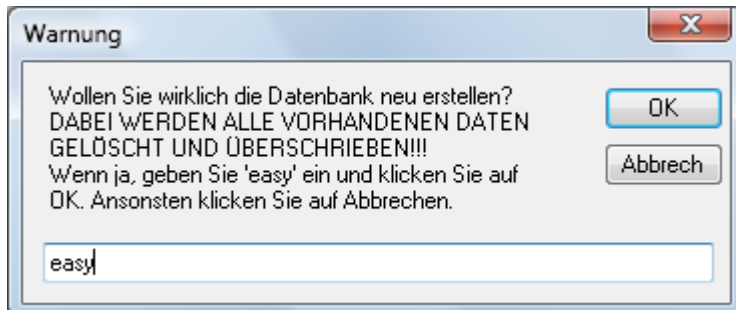 Warnung
Wollen Sie wirklich die Datenbank neu erstellen?
DABEI WERDEN ALLE VORHANDENEN DATEN
GELÖSCHT UND ÜBERSCHRIEBEN!!!
Wenn ja, geben Sie 'easy' ein und klicken Sie auf
OK. Ansonsten klicken Sie auf Abbrechen.
OK
Abbrech
easy